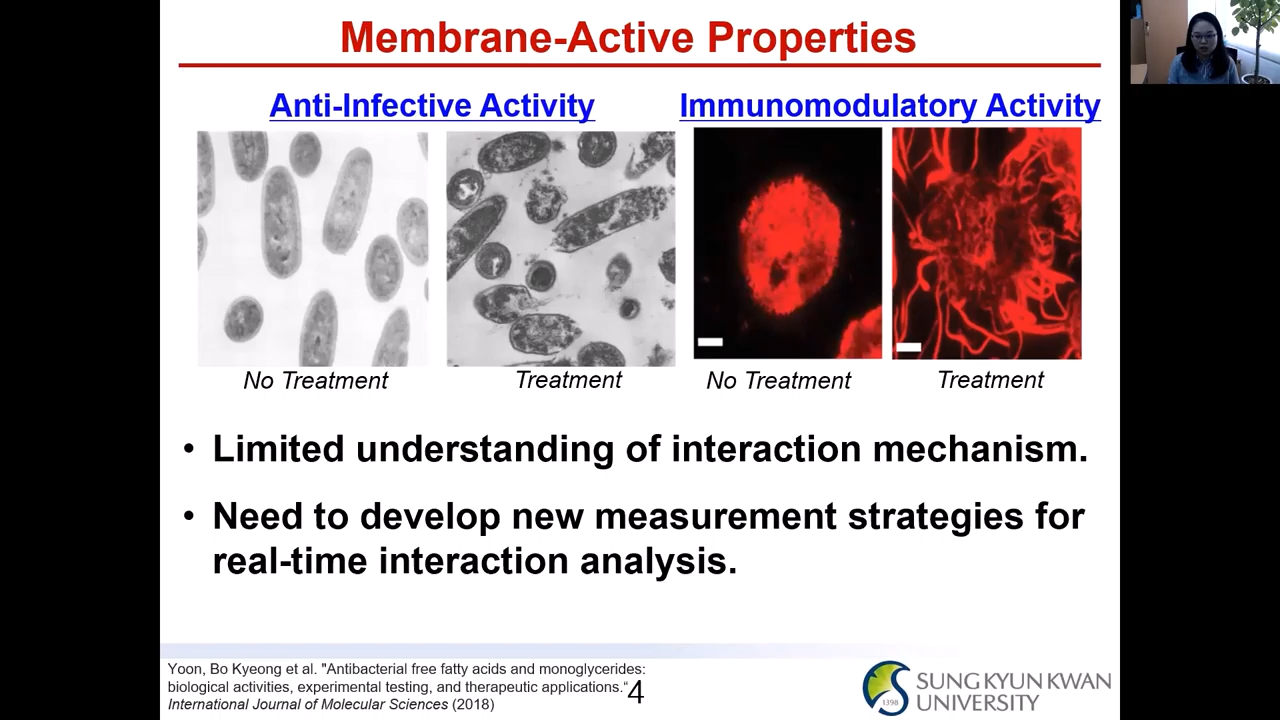 Membrane-Active Properties
Anti-Infective Activity
Immunomodulatory Activity
No Treatment
Treatment
No Treatment
Treatment
• Limited understanding of interaction mechanism.
• Need to develop new measurement strategies for
real-time interaction analysis.
Yoon, Bo Kyeong et al. "Antibacterial free fatty acids and monoglycerides:
biological activities, experimental testing, and therapeutic applications.“
International Journal of Molecular Sciences (2018)
4
1398
SUNG KYUN KWAN
UNIVERSITY